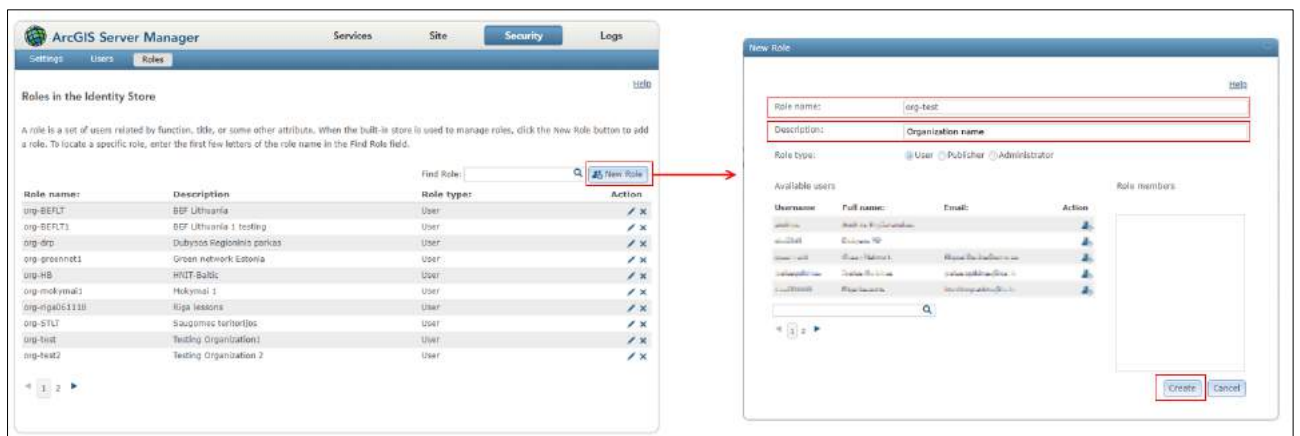 ArcGIS Server Manager
Services Site Security Logs
Settings Users Roles
Help
Roles in the Identity Store
A role is a set of users related by function, title, or some other attribute. When the built-in store is used to manage roles, click the New Role button to add
a role. To locate a specific role, enter the first few letters of the role name in the Find Role field.
Find Role: New Role
Role name: Description Role type: Action
org-BEFLT BEF Lithuania User
org-BEFLT1 BEF Lithuania 1 testing User
org-drp Dubysos Regioninis parkas User
org-greennet1 Green network Estonia User
org-HB HNIT-Baltic User
org-mokymai1 Mokymai 1 User
org-riga061118 Riga lessons User
org-STLT Saugomos teritorijos User
org-test Testing Organization1 User
org-test2 Testing Organization 2 User
1 2
New Role
Help
Role name: org-test
Description: Organization name
Role type: User Publisher Administrator
Available users Role members
Username Full name: Email: Action
1 2
Create Cancel